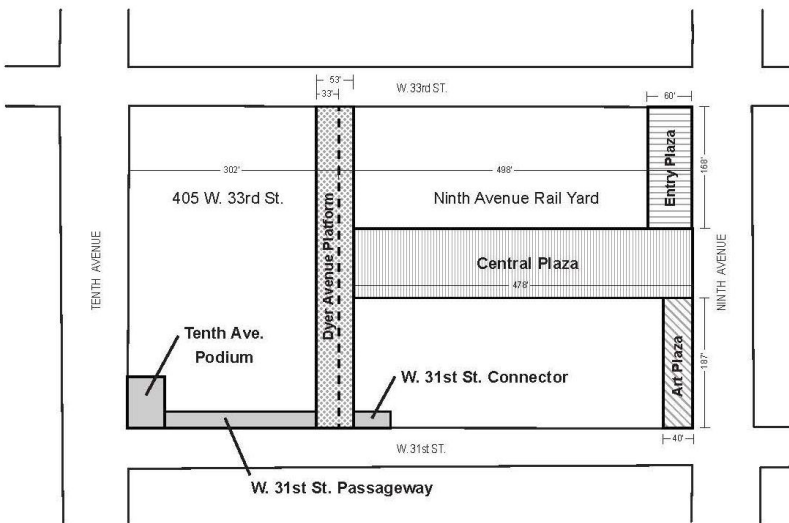 53'
33'
W. 33rd ST.
60'
302'
498'
168'
405 W. 33rd St.
Ninth Avenue Rail Yard
Entry Plaza
Dyer Avenue Platform
Central Plaza
478'
TENTH AVENUE
NINTH AVENUE
Tenth Ave.
Podium
W. 31st St. Connector
Art Plaza
187'
40'
W. 31st ST.
W. 31st St. Passageway